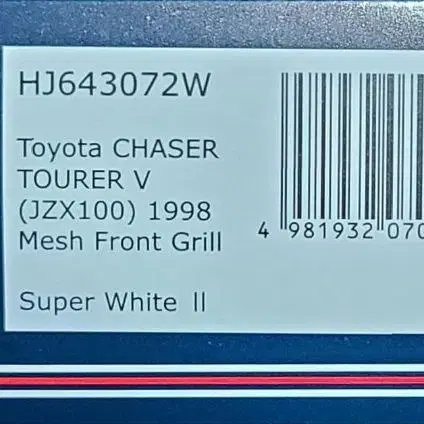 HJ643072W
Toyota CHASER
TOURER V
(JZX100) 1998
Mesh Front Grill
Super White II
4 981932 070